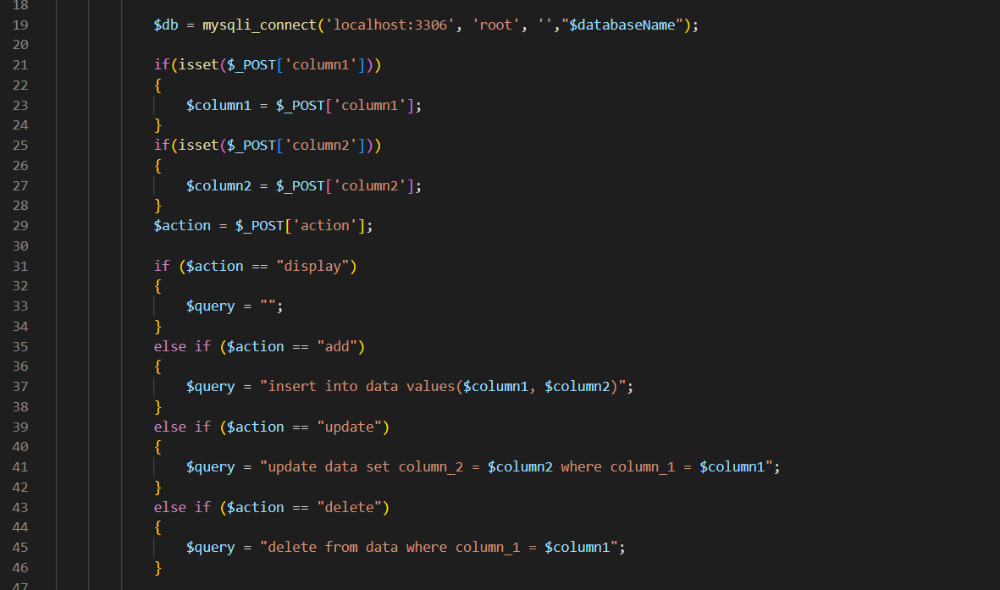 18
19 $db = mysqli_connect('localhost:3306', 'root', '',"$databaseName");
20
21 if(isset($_POST['column1']))
22 {
23 $column1 = $_POST['column1'];
24 }
25 if(isset($_POST['column2']))
26 {
27 $column2 = $_POST['column2'];
28 }
29 $action = $_POST['action'];
30
31 if ($action == "display")
32 {
33 $query = "";
34 }
35 else if ($action == "add")
36 {
37 $query = "insert into data values($column1, $column2)";
38 }
39 else if ($action == "update")
40 {
41 $query = "update data set column_2 = $column2 where column_1 = $column1";
42 }
43 else if ($action == "delete")
44 {
45 $query = "delete from data where column_1 = $column1";
46 }
47